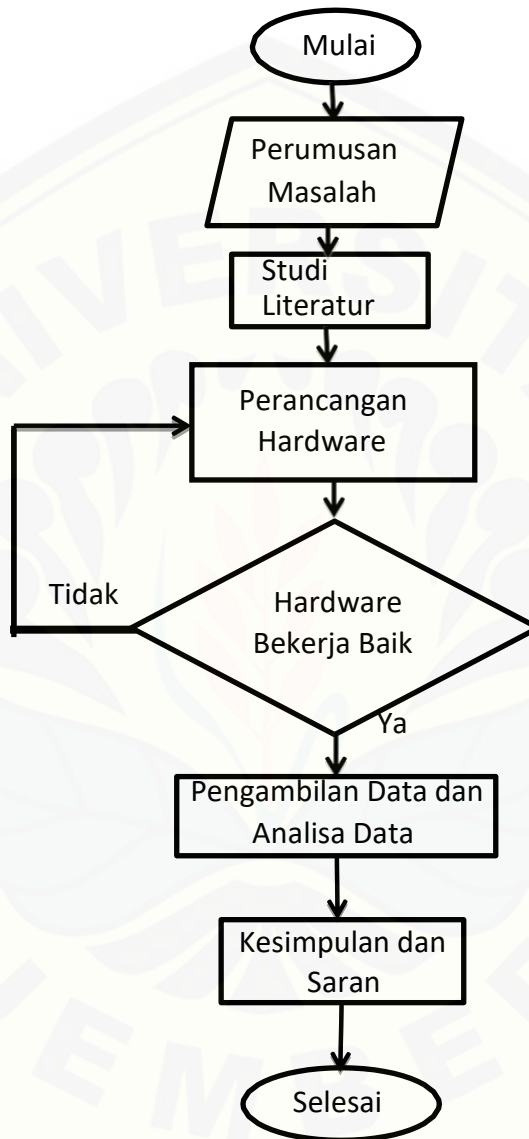 Mulai
Perumusan
Masalah
Studi
Literatur
Perancangan
Hardware
Tidak
Hardware
Bekerja Baik
Ya
Pengambilan Data dan
Analisa Data
Kesimpulan dan
Saran
Selesai